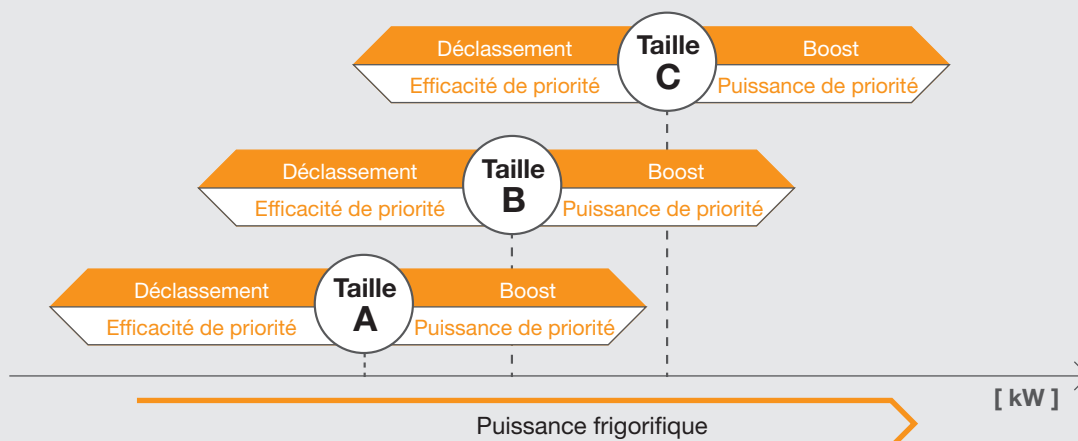 Déclassement Taille Boost
Efficacité de priorité C Puissance de priorité
Déclassement Taille Boost
Efficacité de priorité B Puissance de priorité
Déclassement Taille Boost
Efficacité de priorité A Puissance de priorité
[ kW ]
Puissance frigorifique